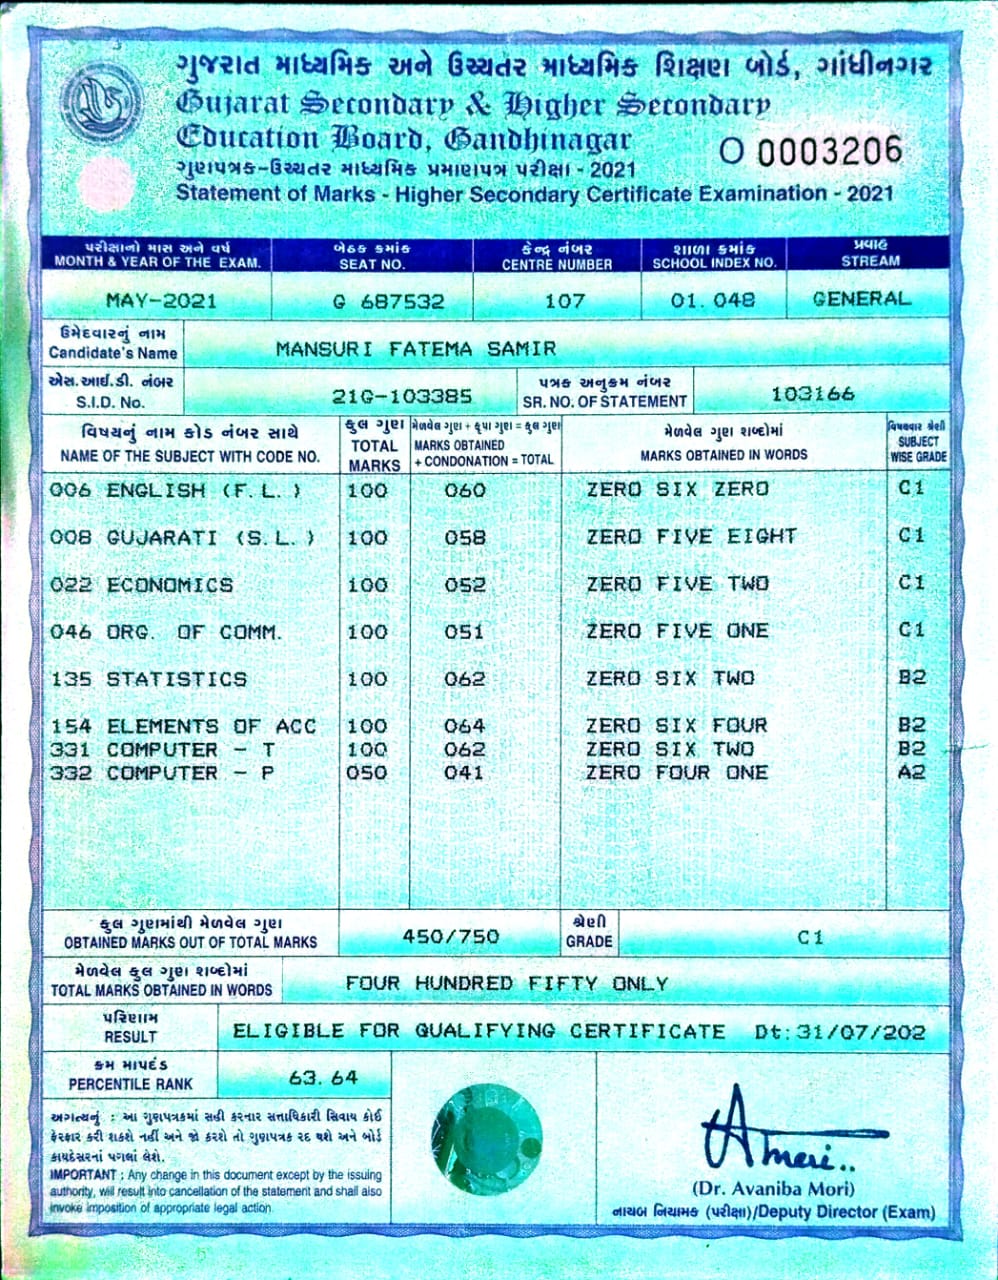 ગુજરાત માધ્યમિક અને ઉચ્ચતર માધ્યમિક શિક્ષણ બોર્ડ, ગાંધીનગર
Gujarat Secondary & Higher Secondary
Education Board, Gandhinagar
O 0003206
ગુણપત્રક-ઉચ્ચતર માધ્યમિક પ્રમાણપત્ર પરીક્ષા - 2021
Statement of Marks - Higher Secondary Certificate Examination - 2021
પરીક્ષાનો માસ અને વર્ષ બેઠક ક્રમાંક કેન્દ્ર નંબર શાળા ક્રમાંક પ્રવાહ
MONTH & YEAR OF THE EXAM. SEAT NO. CENTRE NUMBER SCHOOL INDEX NO. STREAM
MAY-2021 G 687532 107 01.048 GENERAL
ઉમેદવારનું નામ
Candidate's Name MANSURI FATEMA SAMIR
એસ.આઈ.ડી. નંબર પત્રક અનુક્રમ નંબર
S.I.D. No. 21G-103385 SR. NO. OF STATEMENT 103166
વિષયનું નામ કોડ નંબર સાથે કુલ ગુણ મેળવેલ ગુણ + કૃપા ગુણ = કુલ ગુણ મેળવેલ ગુણ શબ્દોમાં વિષયવાર શ્રેણી
NAME OF THE SUBJECT WITH CODE NO. TOTAL MARKS MARKS OBTAINED + CONDONATION = TOTAL MARKS OBTAINED IN WORDS SUBJECT WISE GRADE
006 ENGLISH (F.L.) 100 060 ZERO SIX ZERO C1
008 GUJARATI (S.L.) 100 058 ZERO FIVE EIGHT C1
022 ECONOMICS 100 052 ZERO FIVE TWO C1
046 ORG. OF COMM. 100 051 ZERO FIVE ONE C1
135 STATISTICS 100 062 ZERO SIX TWO B2
154 ELEMENTS OF ACC 100 064 ZERO SIX FOUR B2
331 COMPUTER - T 100 062 ZERO SIX TWO B2
332 COMPUTER - P 050 041 ZERO FOUR ONE A2
કુલ ગુણમાંથી મેળવેલ ગુણ શ્રેણી
OBTAINED MARKS OUT OF TOTAL MARKS 450/750 GRADE C1
મેળવેલ કુલ ગુણ શબ્દોમાં
TOTAL MARKS OBTAINED IN WORDS FOUR HUNDRED FIFTY ONLY
પરિણામ
RESULT ELIGIBLE FOR QUALIFYING CERTIFICATE Dt:31/07/202
ક્રમ માપદંડ
PERCENTILE RANK 63.64
અગત્યનું : આ ગુણપત્રકમાં સહી કરનાર સત્તાધિકારી સિવાય કોઈ
ફેરફાર કરી શકશે નહીં અને જો કરશે તો ગુણપત્રક રદ થશે અને બોર્ડ
કાયદેસરનાં પગલાં લેશે.
IMPORTANT : Any change in this document except by the issuing
authority, will result into cancellation of the statement and shall also
invoke imposition of appropriate legal action.
(Dr. Avaniba Mori)
નાયબ નિયામક (પરીક્ષા)/Deputy Director (Exam)